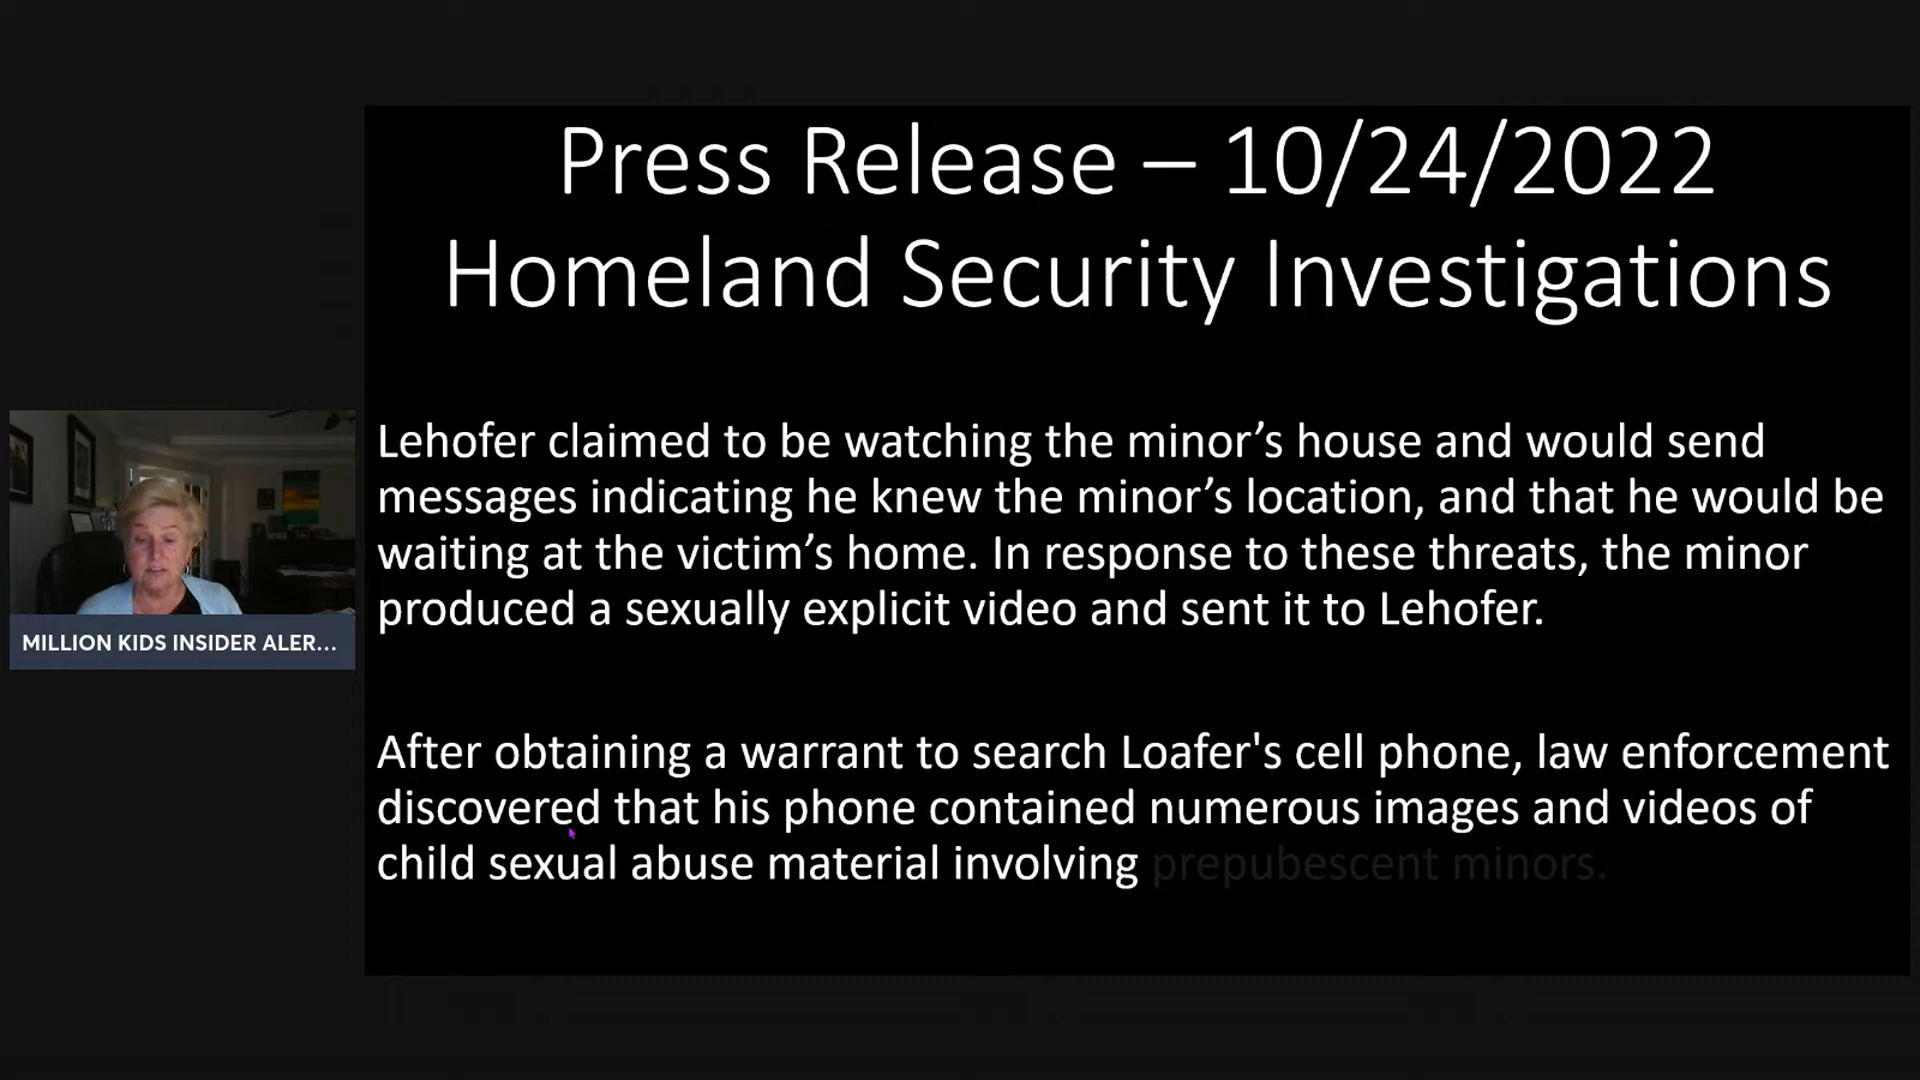 Press Release – 10/24/2022
Homeland Security Investigations
Lehofer claimed to be watching the minor’s house and would send
messages indicating he knew the minor’s location, and that he would be
waiting at the victim’s home. In response to these threats, the minor
produced a sexually explicit video and sent it to Lehofer.
MILLION KIDS INSIDER ALER...
After obtaining a warrant to search Loafer's cell phone, law enforcement
discovered that his phone contained numerous images and videos of
child sexual abuse material involving prepubescent minors.